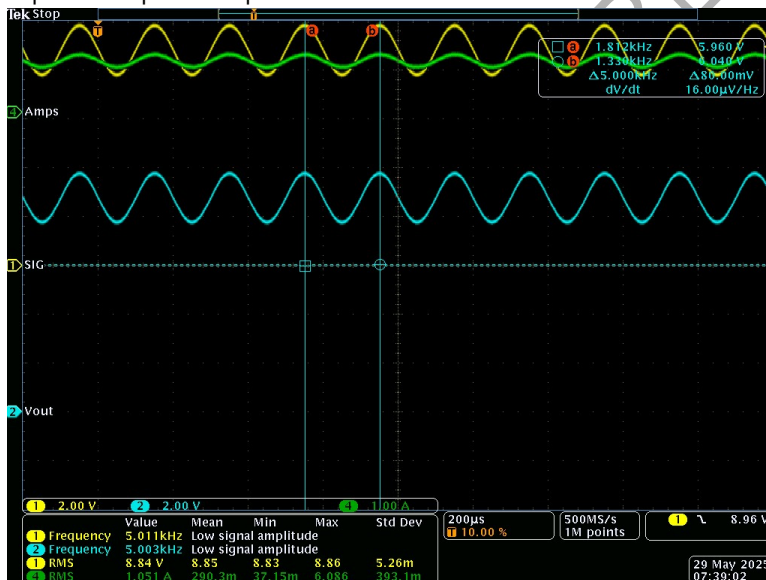 Tek Stop
T
T
a
b
a 1.812kHz 5.960 V
b 1.330kHz 6.040 V
Δ5.000kHz Δ80.00mV
dV/dt 16.00µV/Hz
4 Amps
1 SIG
2 Vout
1 2.00 V 2 2.00 V 4 1.00 A
Value Mean Min Max Std Dev
1 Frequency 5.011kHz Low signal amplitude
2 Frequency 5.003kHz Low signal amplitude
1 RMS 8.84 V 8.85 8.83 8.86 5.26m
4 RMS 1.051 A 290.3m 37.15m 6.086 393.1m
200µs
T 10.00 %
500MS/s
1M points
1 8.96 V
29 May 2025
07:39:02